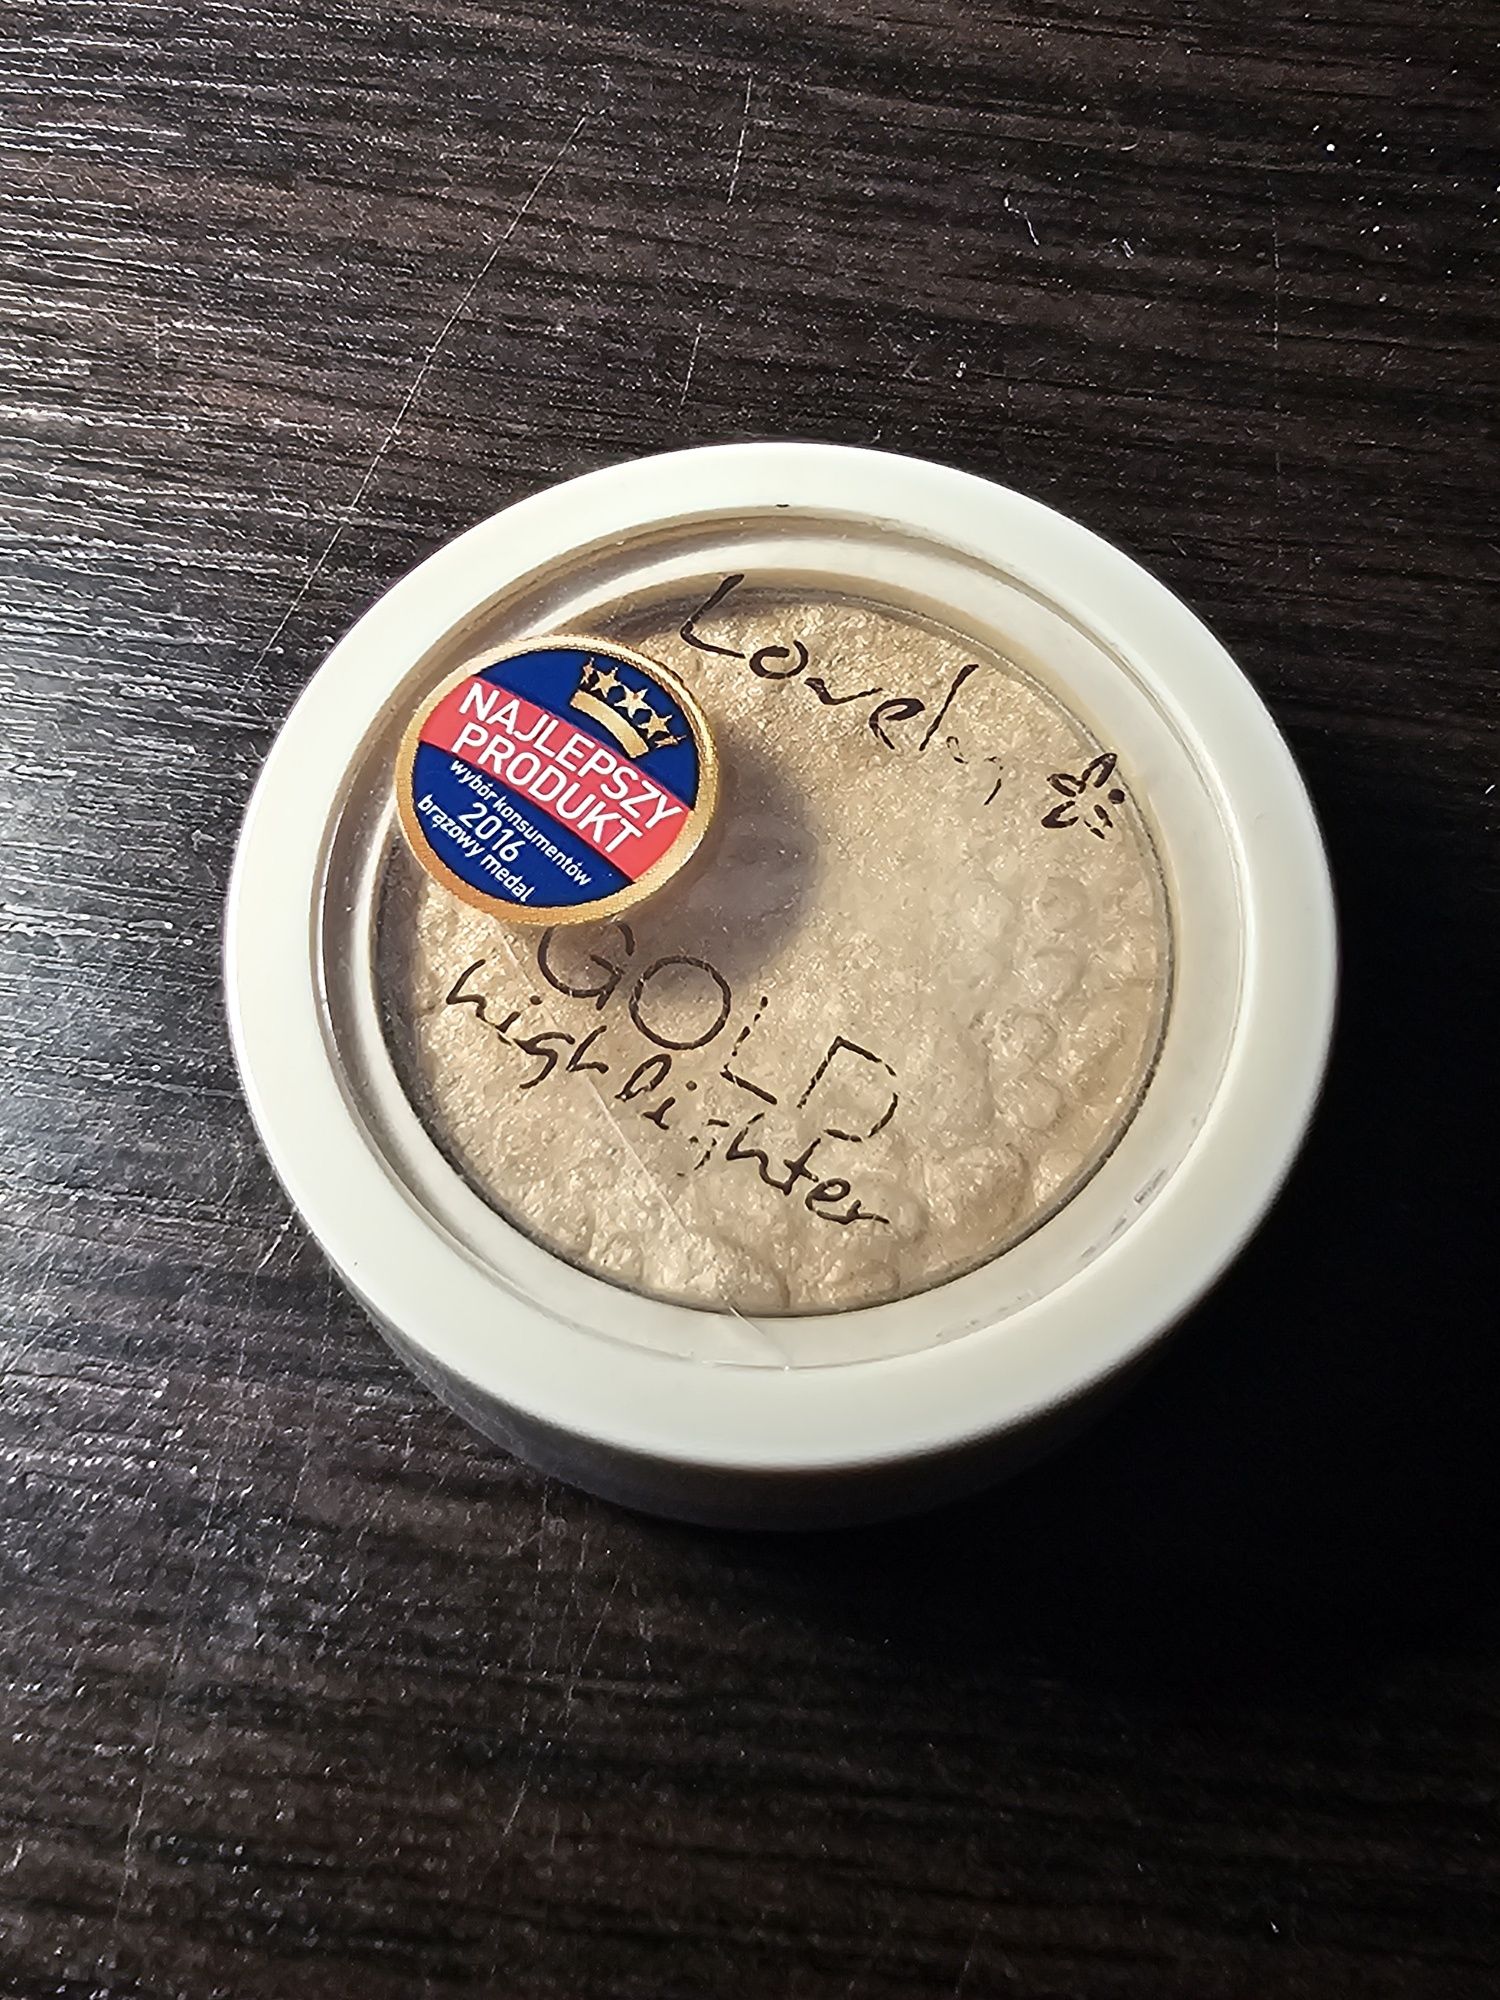 Lovely
NAJLEPSZY
PRODUKT
wybór konsumentów
2016
brązowy medal
GOLD
highlighter